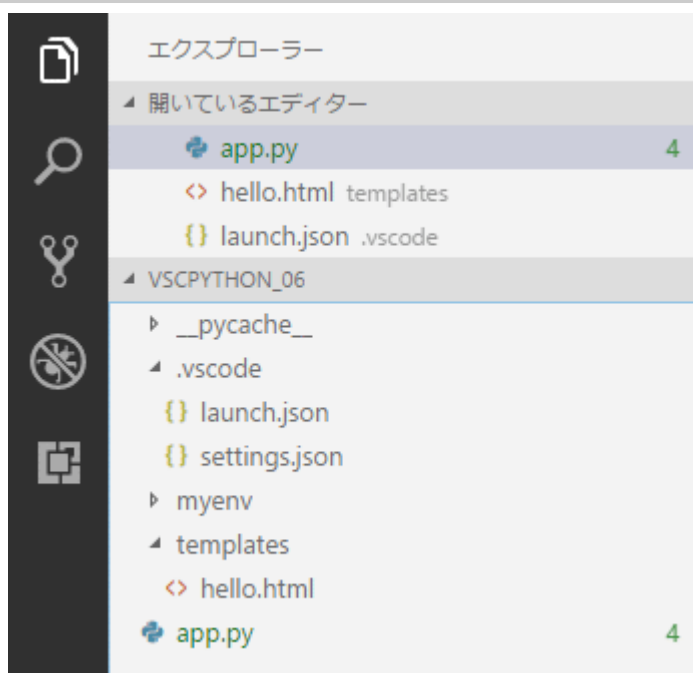 エクスプローラー
開いているエディター
app.py 4
<> hello.html templates
{} launch.json .vscode
VSCPYTHON_06
__pycache__
.vscode
{} launch.json
{} settings.json
myenv
templates
<> hello.html
app.py 4